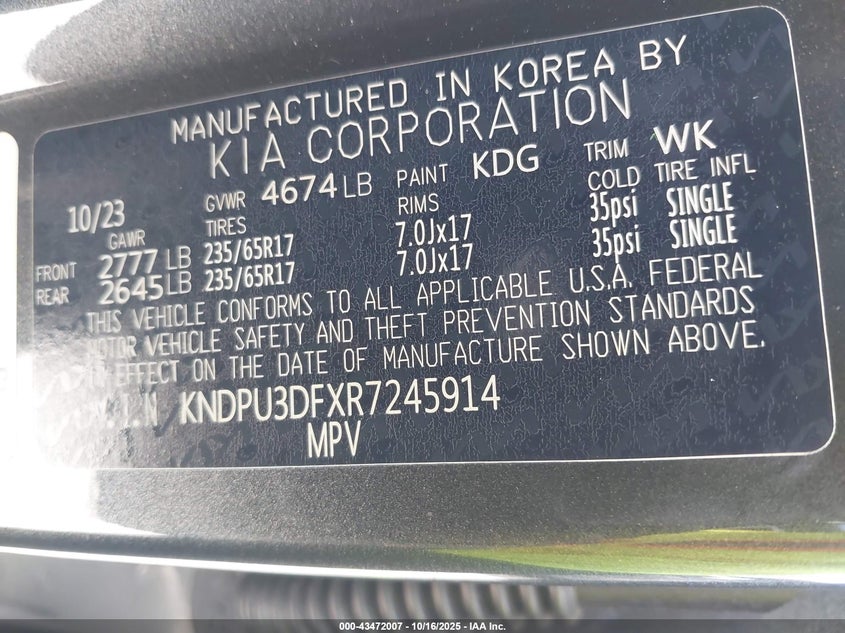 MANUFACTURED IN KOREA BY
KIA CORPORATION
10/23 GVWR 4674 LB PAINT KDG TRIM WK
GAWR TIRES RIMS COLD TIRE INFL
FRONT 2777 LB 235/65R17 7.0Jx17 35psi SINGLE
REAR 2645 LB 235/65R17 7.0Jx17 35psi SINGLE
THIS VEHICLE CONFORMS TO ALL APPLICABLE U.S.A. FEDERAL
MOTOR VEHICLE SAFETY AND THEFT PREVENTION STANDARDS
IN EFFECT ON THE DATE OF MANUFACTURE SHOWN ABOVE.
V.I.N KNDPU3DFXR7245914
MPV
000-43472007 - 10/16/2025 - IAA Inc.